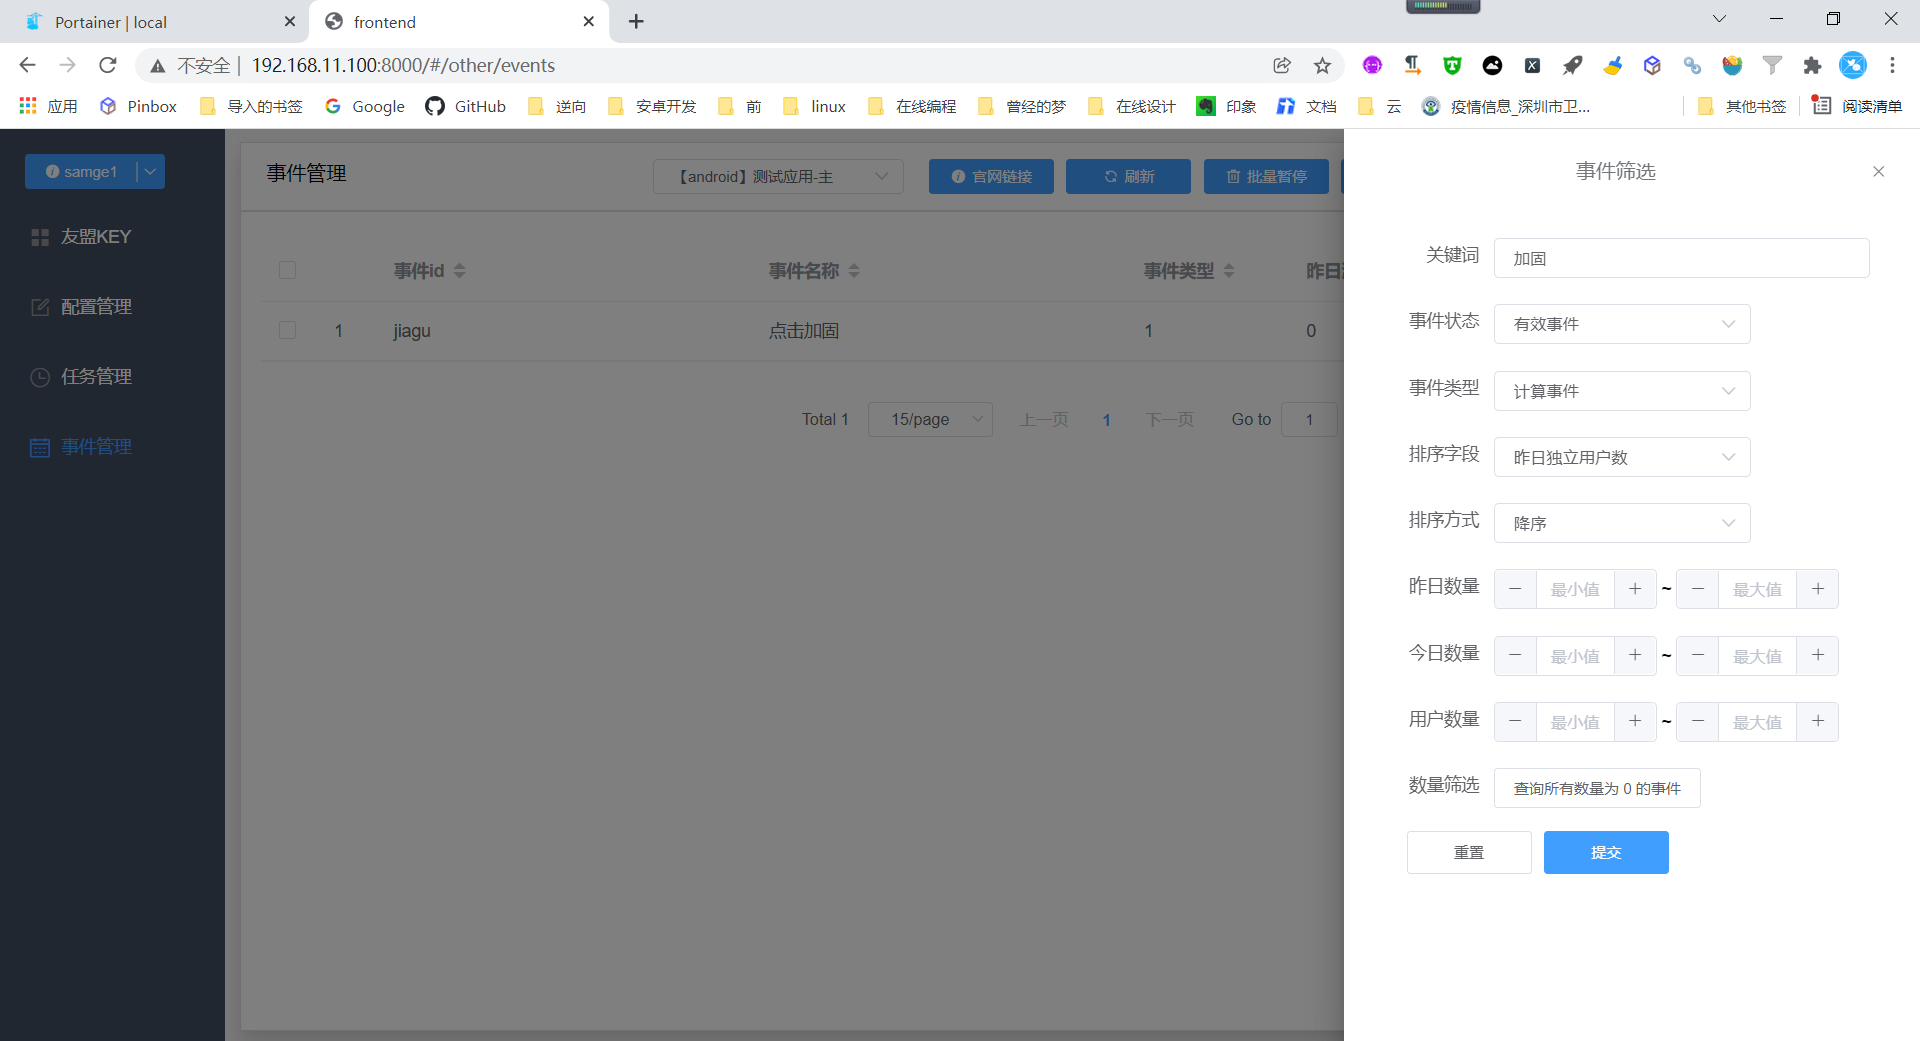 Portainer | local
frontend
不安全 | 192.168.11.100:8000/#/other/events
应用 Pinbox 导入的书签 Google GitHub 逆向 安卓开发 前 linux 在线编程 曾经的梦 在线设计 印象 文档 云 疫情信息_深圳市卫... 其他书签 阅读清单
samge1
友盟KEY
配置管理
任务管理
事件管理
事件管理 【android】测试应用-主 官网链接 刷新 批量暂停
事件id 事件名称 事件类型 昨日
1 jiagu 点击加固 1 0
Total 1 15/page 上一页 1 下一页 Go to 1
事件筛选
关键词 加固
事件状态 有效事件
事件类型 计算事件
排序字段 昨日独立用户数
排序方式 降序
昨日数量 − 最小值 + ~ − 最大值 +
今日数量 − 最小值 + ~ − 最大值 +
用户数量 − 最小值 + ~ − 最大值 +
数量筛选 查询所有数量为 0 的事件
重置 提交